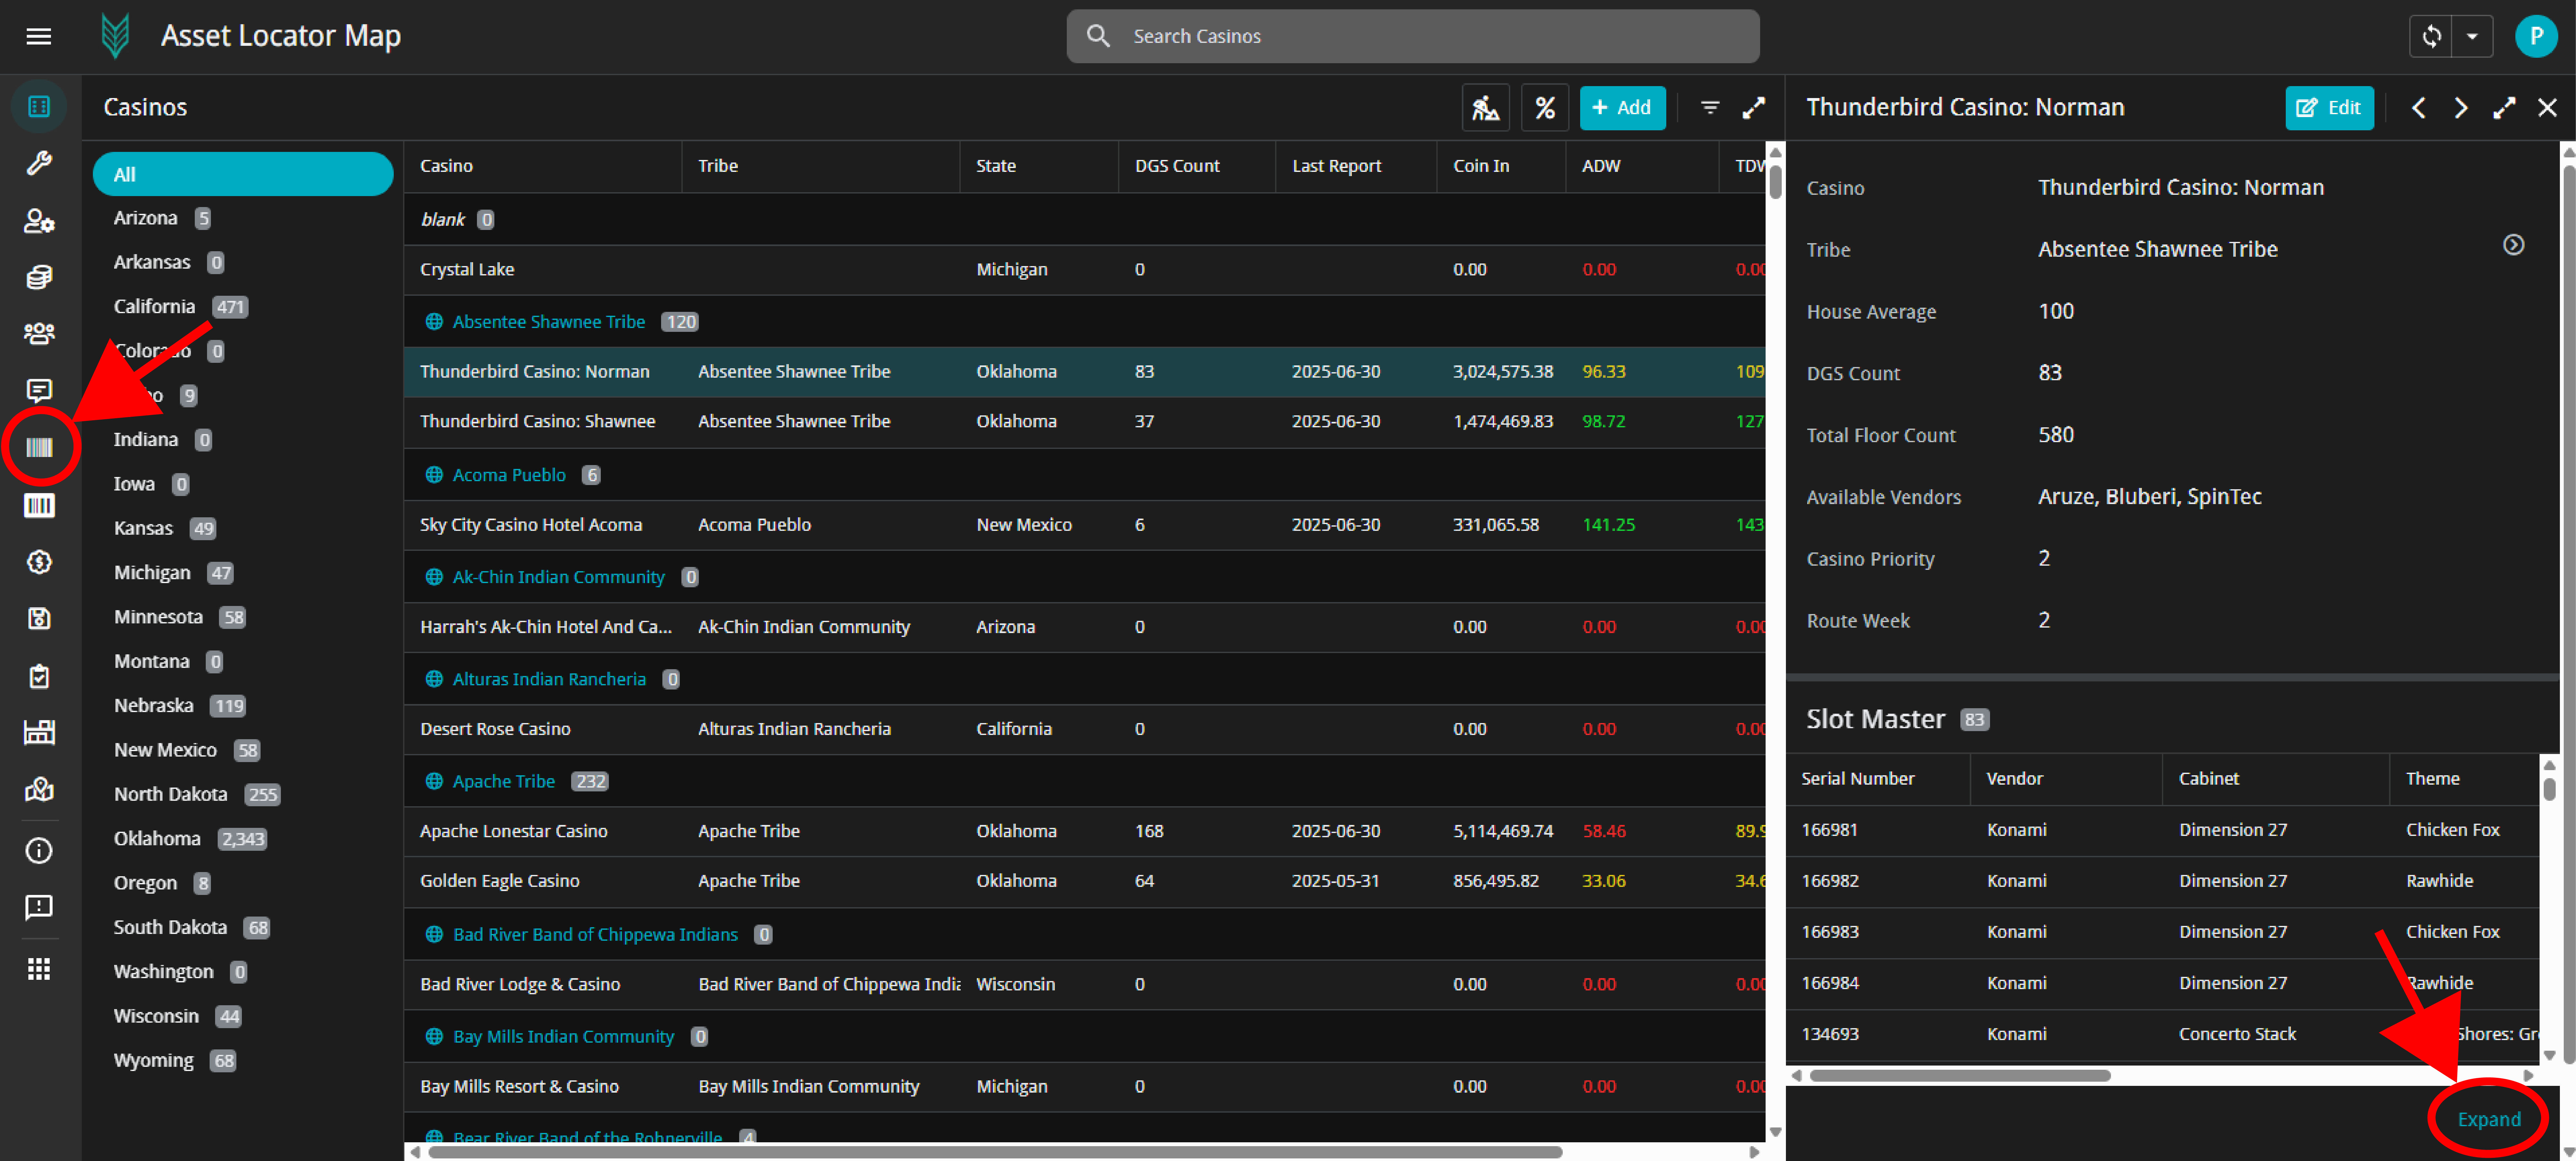 Asset Locator Map
Search Casinos
P
Casinos
Add
Thunderbird Casino: Norman
Edit
All
Arizona 5
Arkansas 0
California 471
Colorado 0
9
Indiana 0
Iowa 0
Kansas 49
Michigan 47
Minnesota 58
Montana 0
Nebraska 119
New Mexico 58
North Dakota 255
Oklahoma 2,343
Oregon 8
South Dakota 68
Washington 0
Wisconsin 44
Wyoming 68
Casino Tribe State DGS Count Last Report Coin In ADW TDW
blank 0
Crystal Lake Michigan 0 0.00 0.00 0.00
Absentee Shawnee Tribe 120
Thunderbird Casino: Norman Absentee Shawnee Tribe Oklahoma 83 2025-06-30 3,024,575.38 96.33 109
Thunderbird Casino: Shawnee Absentee Shawnee Tribe Oklahoma 37 2025-06-30 1,474,469.83 98.72 127
Acoma Pueblo 6
Sky City Casino Hotel Acoma Acoma Pueblo New Mexico 6 2025-06-30 331,065.58 141.25 143
Ak-Chin Indian Community 0
Harrah's Ak-Chin Hotel And Ca... Ak-Chin Indian Community Arizona 0 0.00 0.00 0.00
Alturas Indian Rancheria 0
Desert Rose Casino Alturas Indian Rancheria California 0 0.00 0.00 0.00
Apache Tribe 232
Apache Lonestar Casino Apache Tribe Oklahoma 168 2025-06-30 5,114,469.74 58.46 89.9
Golden Eagle Casino Apache Tribe Oklahoma 64 2025-05-31 856,495.82 33.06 34.6
Bad River Band of Chippewa Indians 0
Bad River Lodge & Casino Bad River Band of Chippewa India Wisconsin 0 0.00 0.00 0.00
Bay Mills Indian Community 0
Bay Mills Resort & Casino Bay Mills Indian Community Michigan 0 0.00 0.00 0.00
Bear River Band of the Rohnerville 4
Casino Thunderbird Casino: Norman
Tribe Absentee Shawnee Tribe
House Average 100
DGS Count 83
Total Floor Count 580
Available Vendors Aruze, Bluberi, SpinTec
Casino Priority 2
Route Week 2
Slot Master 83
Serial Number Vendor Cabinet Theme
166981 Konami Dimension 27 Chicken Fox
166982 Konami Dimension 27 Rawhide
166983 Konami Dimension 27 Chicken Fox
166984 Konami Dimension 27 Rawhide
134693 Konami Concerto Stack Shores: Gr
Expand